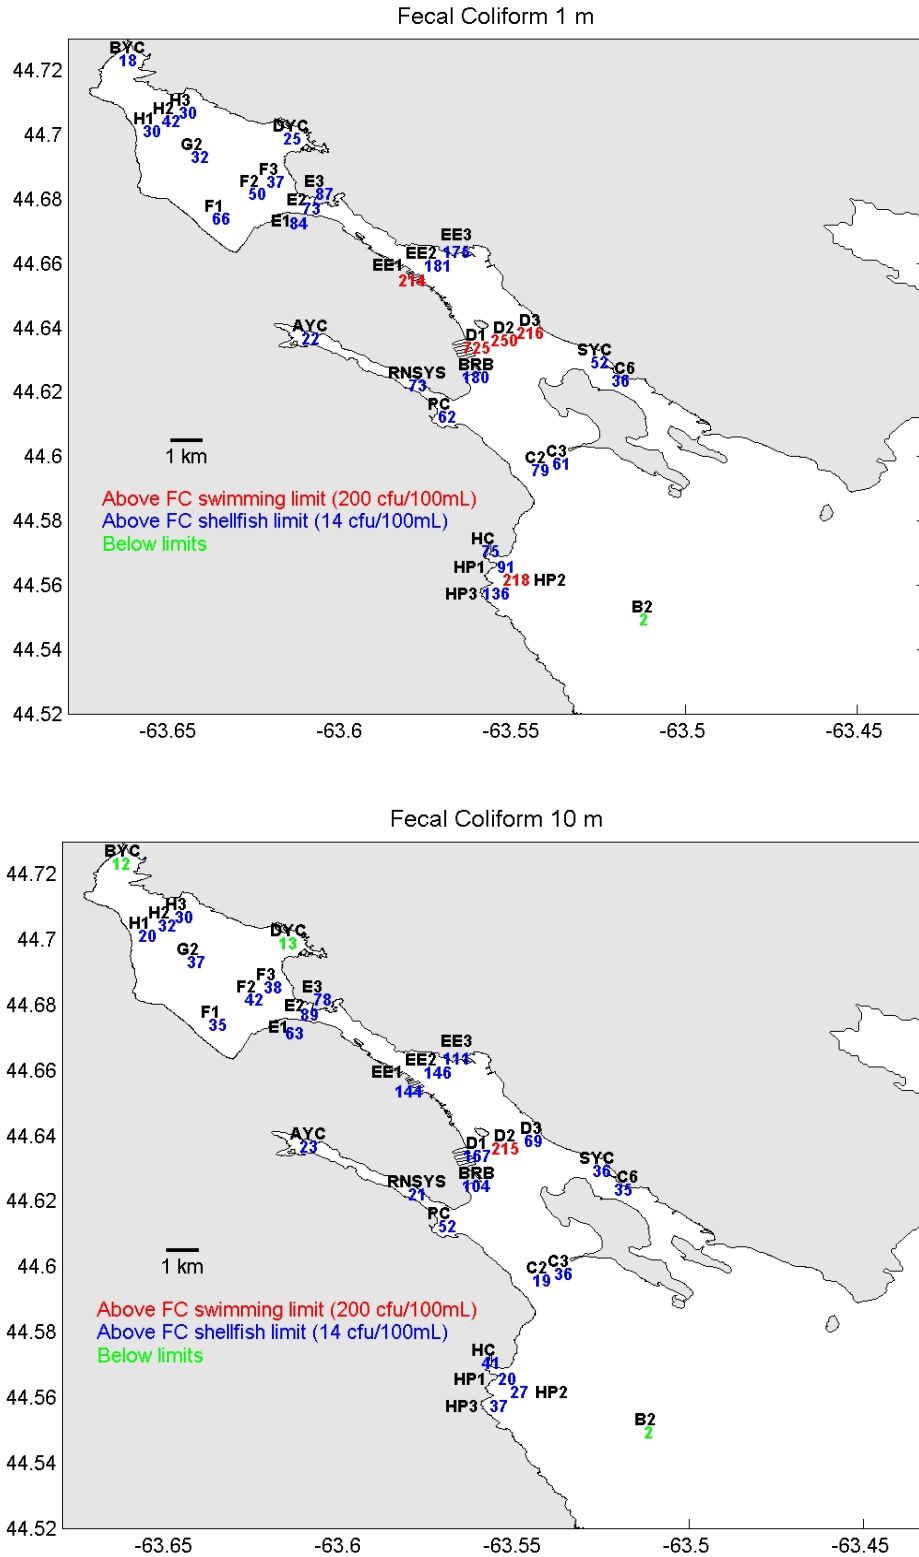 Fecal Coliform 1 m
BYC
18
44.72
H3
H2
30
H1
42
30
44.7
DYC
25
G2
32
F3
F2
37
50
E3
87
44.68
E2
F1
73
66
E1
84
EE3
EE2
175
44.66
EE1
181
214
44.64
AYC
22
D3
D2
216
D1
250
725
SYC
52
BRB
180
C6
36
RNSYS
73
44.62
PC
62
44.6
1 km
C3
C2
61
79
Above FC swimming limit (200 cfu/100mL)
Above FC shellfish limit (14 cfu/100mL)
Below limits
44.58
HC
75
HP1
91
44.56
218
HP2
HP3
136
B2
2
44.54
44.52
-63.65
-63.6
-63.55
-63.5
-63.45
Fecal Coliform 10 m
BYC
12
44.72
H3
H2
30
H1
32
20
44.7
DYC
13
G2
37
F3
F2
38
42
E3
78
44.68
E2
F1
89
35
E1
63
EE3
EE2
111
44.66
EE1
146
144
44.64
AYC
23
D3
D2
69
D1
215
167
SYC
36
BRB
104
C6
35
RNSYS
21
44.62
PC
52
44.6
1 km
C3
C2
36
19
Above FC swimming limit (200 cfu/100mL)
Above FC shellfish limit (14 cfu/100mL)
Below limits
44.58
HC
41
HP1
20
44.56
27
HP2
HP3
37
B2
2
44.54
44.52
-63.65
-63.6
-63.55
-63.5
-63.45